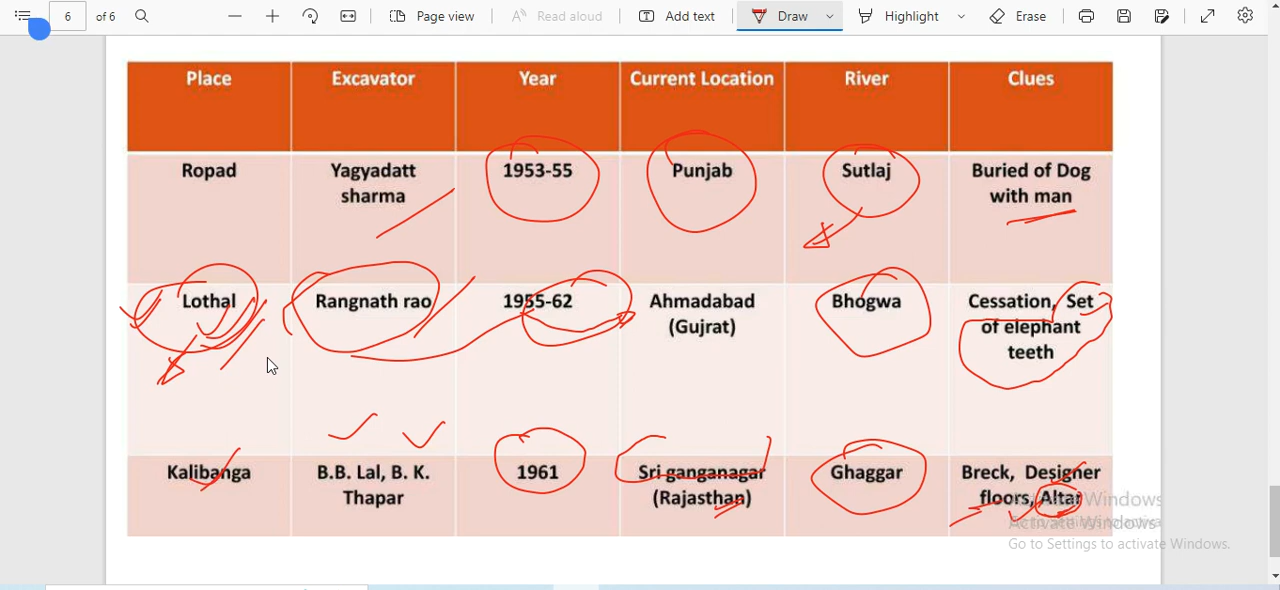 6 of 6 Page view Read aloud Add text Draw Highlight Erase
Place Excavator Year Current Location River Clues
Ropad Yagyadatt 1953-55 Punjab Sutlaj Buried of Dog
sharma with man
Lothal Rangnath rao 1955-62 Ahmadabad Bhogwa Cessation, Set
(Gujrat) of elephant
teeth
Kalibanga B.B. Lal, B. K. 1961 Sri ganganagar Ghaggar Breck, Designer
Thapar (Rajasthan) floors, Altar
Activate Windows
Activate Windows
Go to Settings to activate Windows.